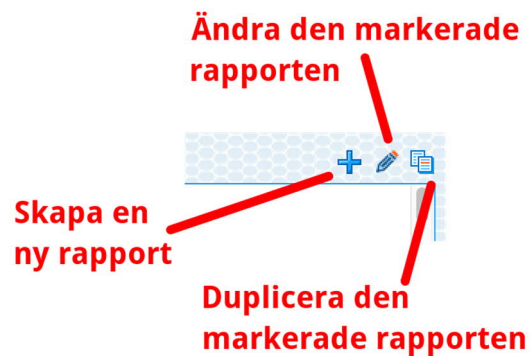 Ändra den markerade
rapporten
Skapa en
ny rapport
Duplicera den
markerade rapporten